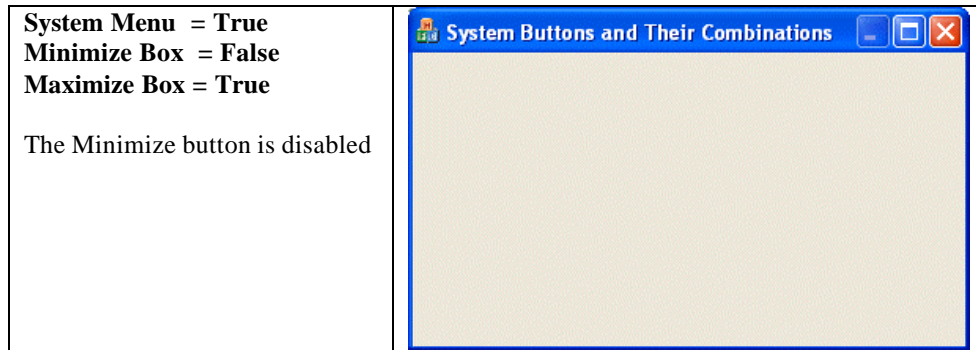 System Menu = True
Minimize Box = False
Maximize Box = True
The Minimize button is disabled
System Buttons and Their Combinations